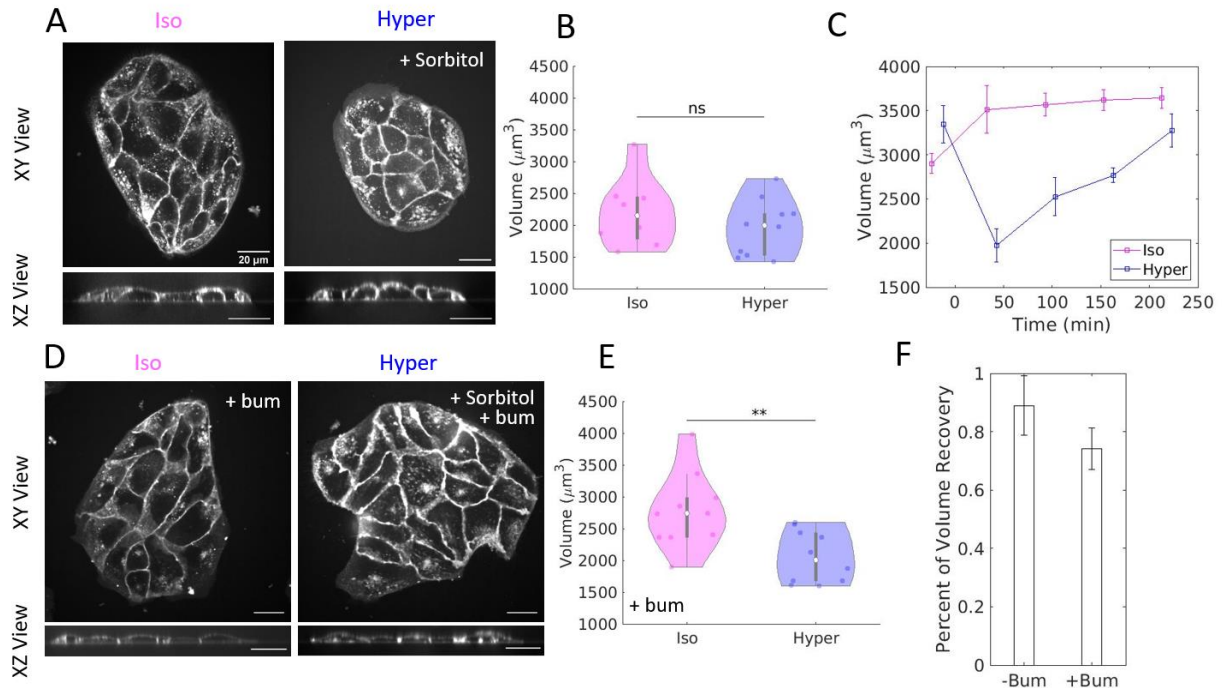 A
Iso
Hyper
XY View
+ Sorbitol
20 µm
XZ View
B
4500
4000
3500
3000
2500
2000
1500
1000
Volume (µm³)
ns
Iso
Hyper
C
4500
4000
3500
3000
2500
2000
1500
Volume (µm³)
0
50
100
150
200
250
Time (min)
Iso
Hyper
D
Iso
Hyper
XY View
+ bum
+ Sorbitol
+ bum
XZ View
E
4500
4000
3500
3000
2500
2000
1500
1000
Volume (µm³)
**
+ bum
Iso
Hyper
F
1
0.8
0.6
0.4
0.2
0
Percent of Volume Recovery
-Bum
+Bum